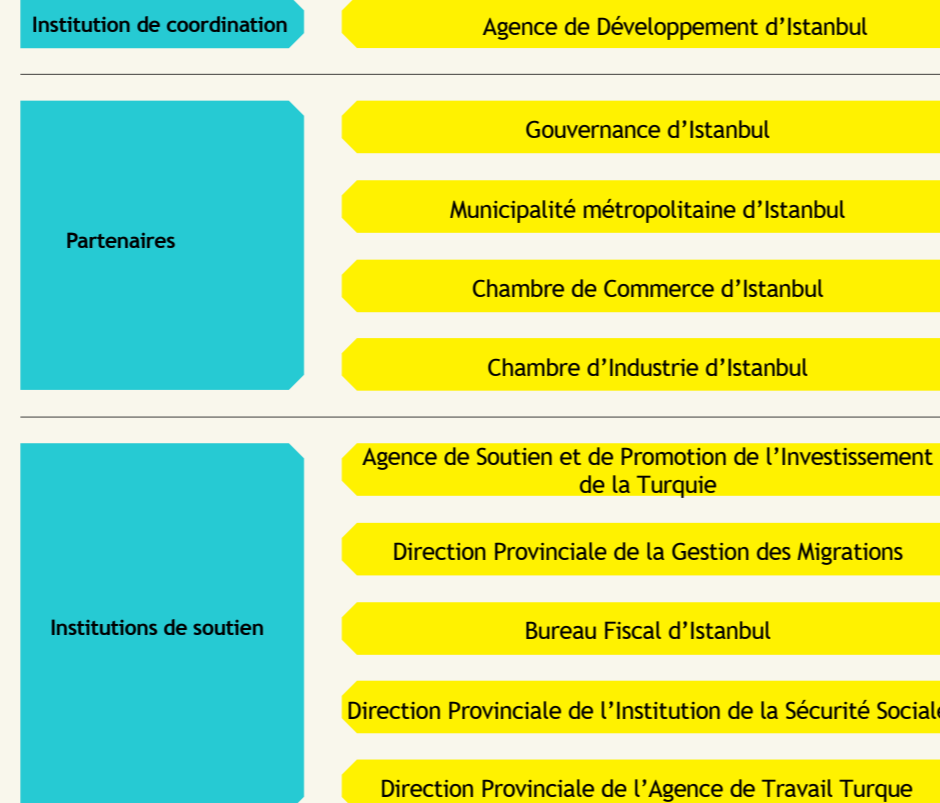 Institution de coordination
Agence de Développement d’Istanbul
Partenaires
Gouvernance d’Istanbul
Municipalité métropolitaine d’Istanbul
Chambre de Commerce d’Istanbul
Chambre d’Industrie d’Istanbul
Institutions de soutien
Agence de Soutien et de Promotion de l’Investissement
de la Turquie
Direction Provinciale de la Gestion des Migrations
Bureau Fiscal d’Istanbul
Direction Provinciale de l’Institution de la Sécurité Sociale
Direction Provinciale de l’Agence de Travail Turque